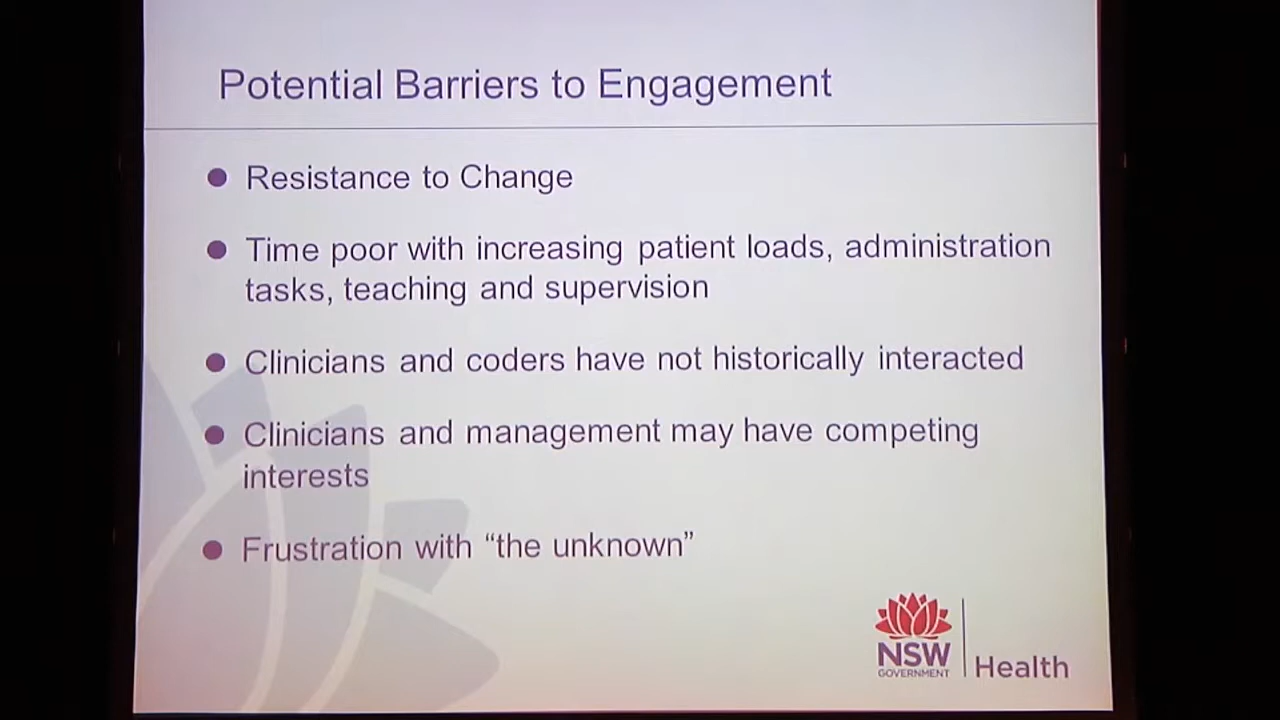 Potential Barriers to Engagement
Resistance to Change
Time poor with increasing patient loads, administration
tasks, teaching and supervision
Clinicians and coders have not historically interacted
Clinicians and management may have competing
interests
Frustration with “the unknown”
NSW
GOVERNMENT
Health